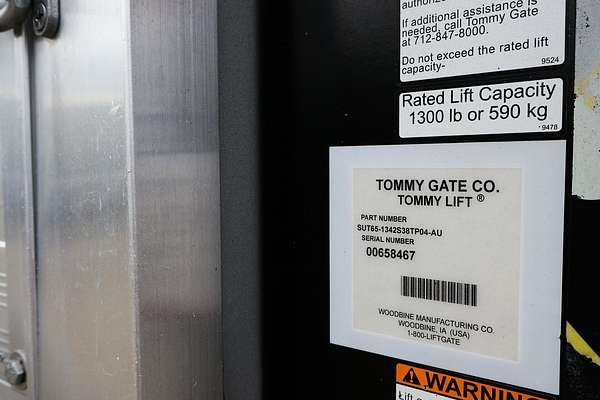 If additional assistance is
needed, call Tommy Gate
at 712-847-8000.
Do not exceed the rated lift
capacity-
9524
Rated Lift Capacity
1300 lb or 590 kg
9478
TOMMY GATE CO.
TOMMY LIFT ®
PART NUMBER
SUT65-1342S38TP04-AU
SERIAL NUMBER
00658467
WOODBINE MANUFACTURING CO.
WOODBINE, IA (USA)
1-800-LIFTGATE
WARNING